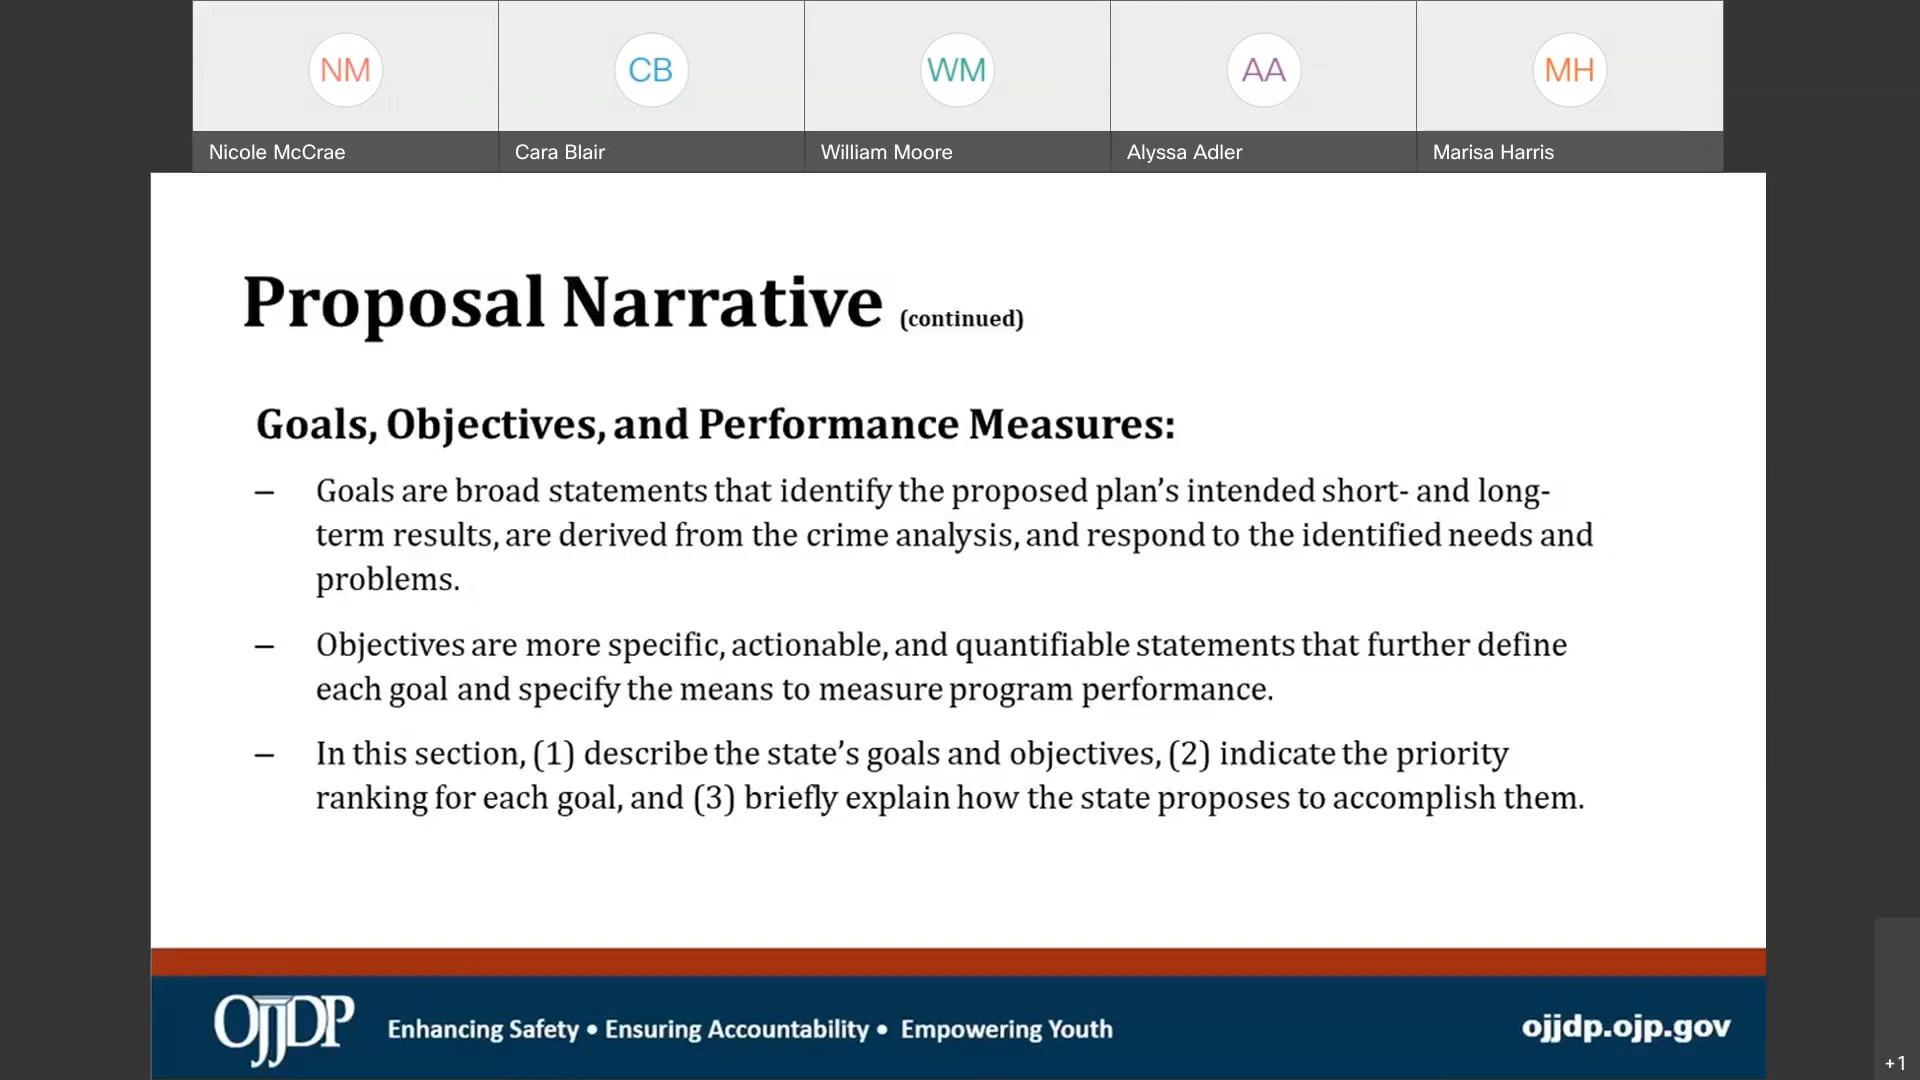 NM
CB
WM
AA
MH
Nicole McCrae
Cara Blair
William Moore
Alyssa Adler
Marisa Harris
Proposal Narrative (continued)
Goals, Objectives, and Performance Measures:
– Goals are broad statements that identify the proposed plan’s intended short- and long-
term results, are derived from the crime analysis, and respond to the identified needs and
problems.
– Objectives are more specific, actionable, and quantifiable statements that further define
each goal and specify the means to measure program performance.
– In this section, (1) describe the state’s goals and objectives, (2) indicate the priority
ranking for each goal, and (3) briefly explain how the state proposes to accomplish them.
OJJDP
Enhancing Safety • Ensuring Accountability • Empowering Youth
ojjdp.ojp.gov
+1